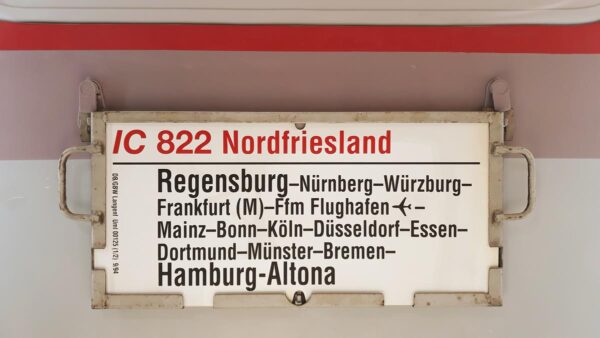 IC 822 Nordfriesland
Regensburg–Nürnberg–Würzburg–
Frankfurt (M)–Ffm Flughafen ✈–
Mainz–Bonn–Köln–Düsseldorf–Essen–
Dortmund–Münster–Bremen–
Hamburg-Altona